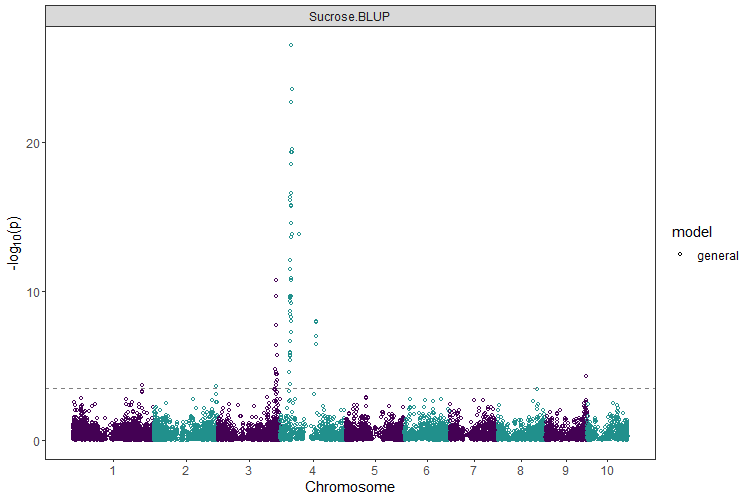 Sucrose.BLUP
20
10
0
-log10(p)
1 2 3 4 5 6 7 8 9 10
Chromosome
model
general